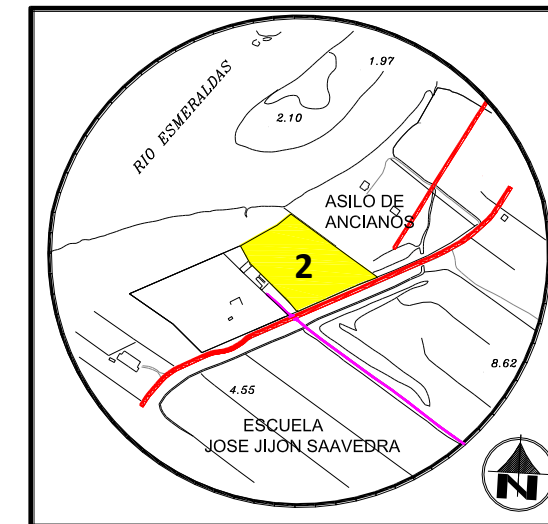 1.97
2.10
RIO ESMERALDAS
ASILO DE
ANCIANOS
2
8.62
4.55
ESCUELA
JOSE JIJON SAAVEDRA
N